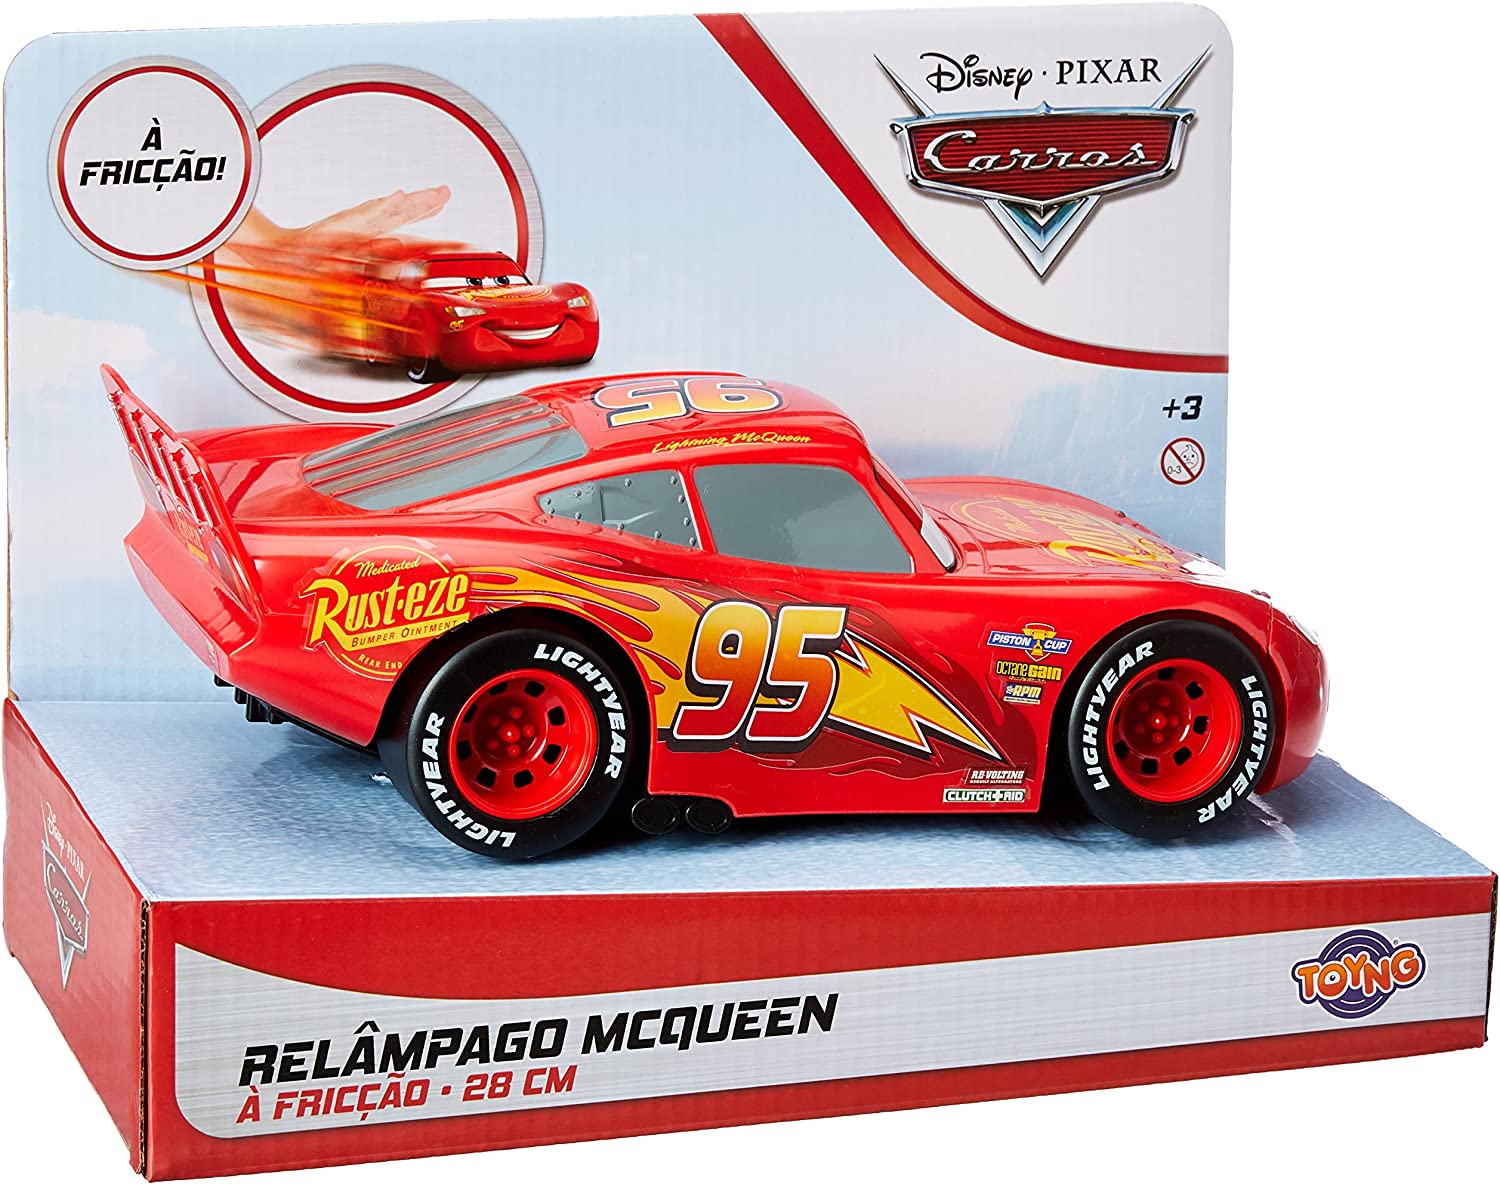 À
FRICÇÃO!
Disney · PIXAR
Carros
+3
0-3
95
95
Lightning McQueen
Medicated
Rust-eze
BUMPER OINTMENT
REAR END
95
PISTON CUP
OCTANE GAIN
RPM
RE-VOLTING
CLUTCH AID
LIGHTYEAR
LIGHTYEAR
LIGHTYEAR
LIGHTYEAR
Disney · PIXAR
Carros
TOYNG
RELÂMPAGO MCQUEEN
À FRICÇÃO · 28 CM